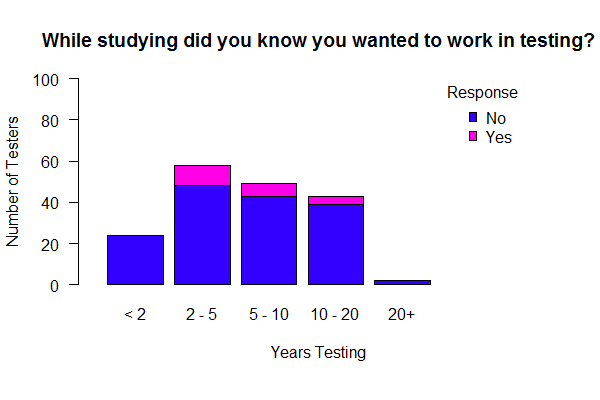 While studying did you know you wanted to work in testing?
Response
No
Yes
Number of Testers
100
80
60
40
20
0
< 2
2 - 5
5 - 10
10 - 20
20+
Years Testing